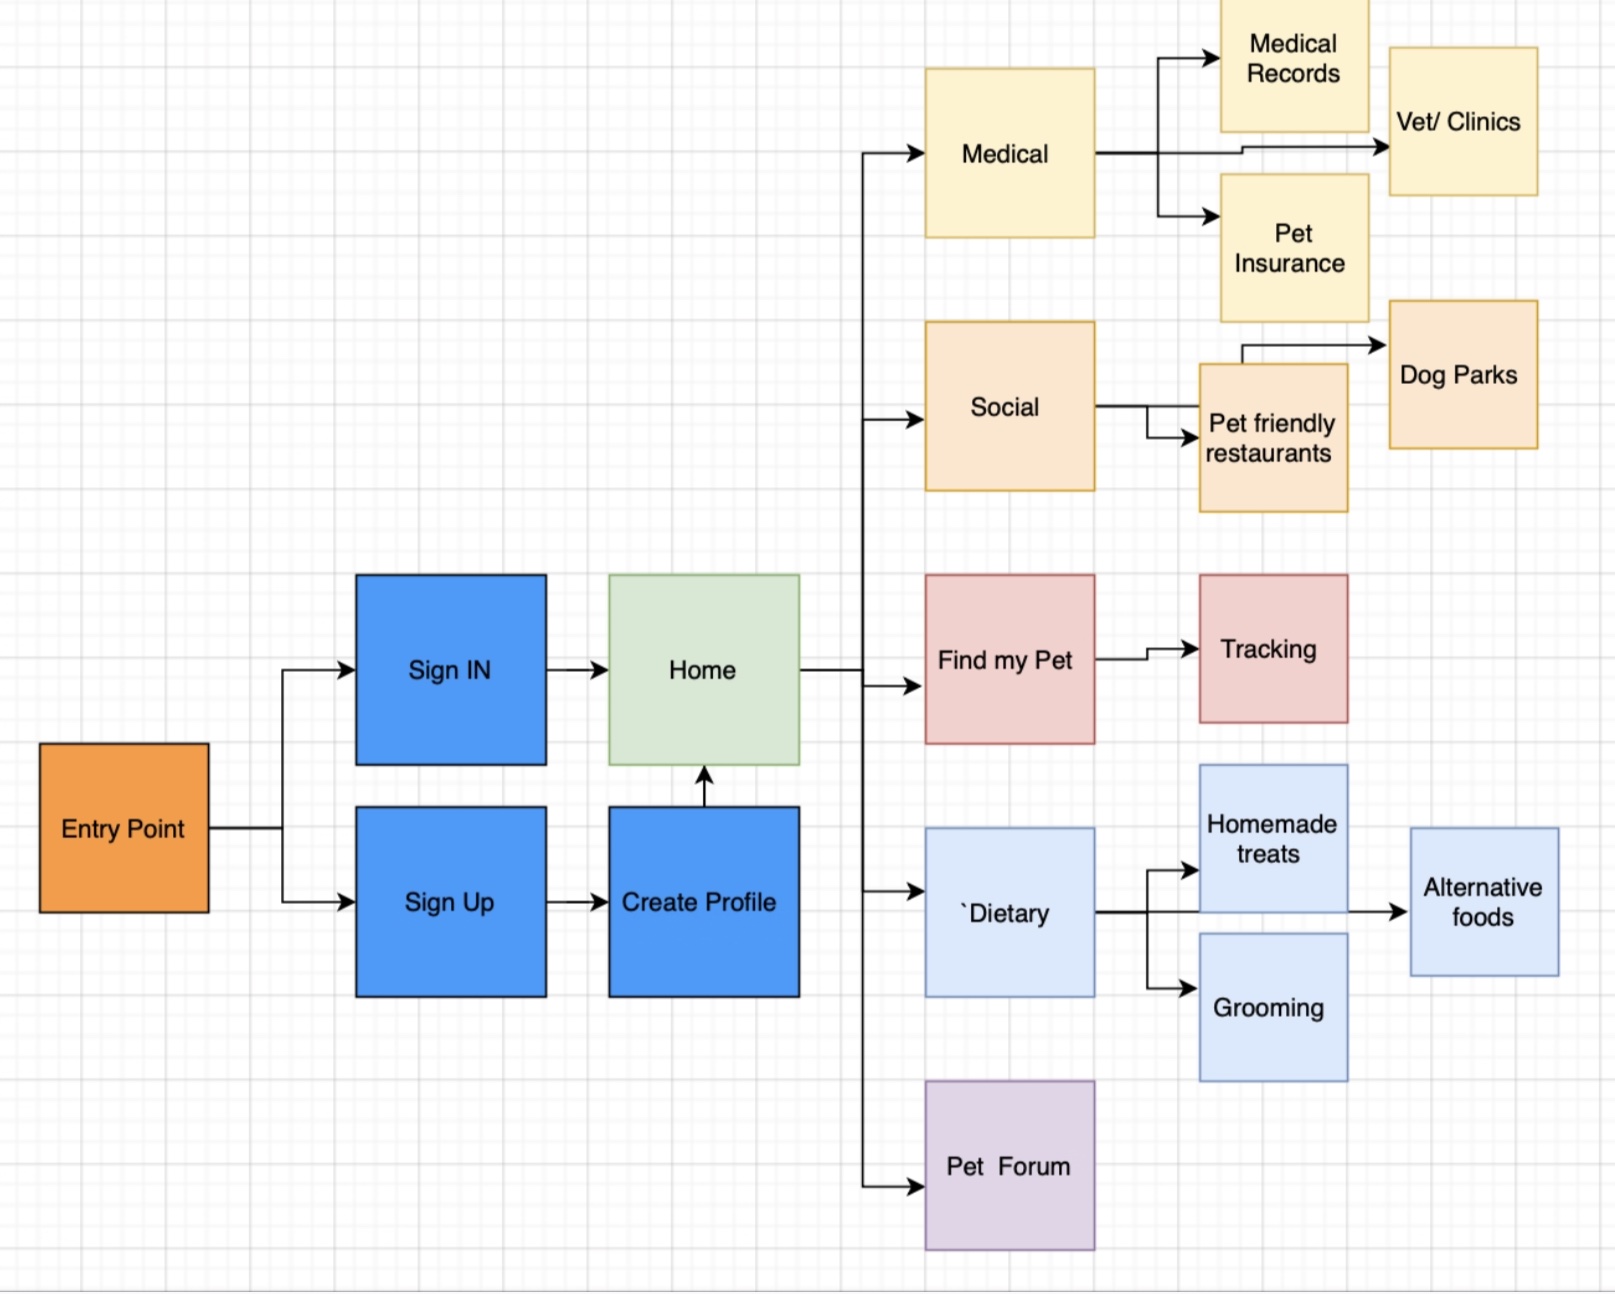 Medical
Records
Vet/ Clinics
Medical
Pet
Insurance
Dog Parks
Social
Pet friendly
restaurants
Sign IN
Home
Find my Pet
Tracking
Entry Point
Sign Up
Create Profile
Homemade
treats
`Dietary
Alternative
foods
Grooming
Pet  Forum